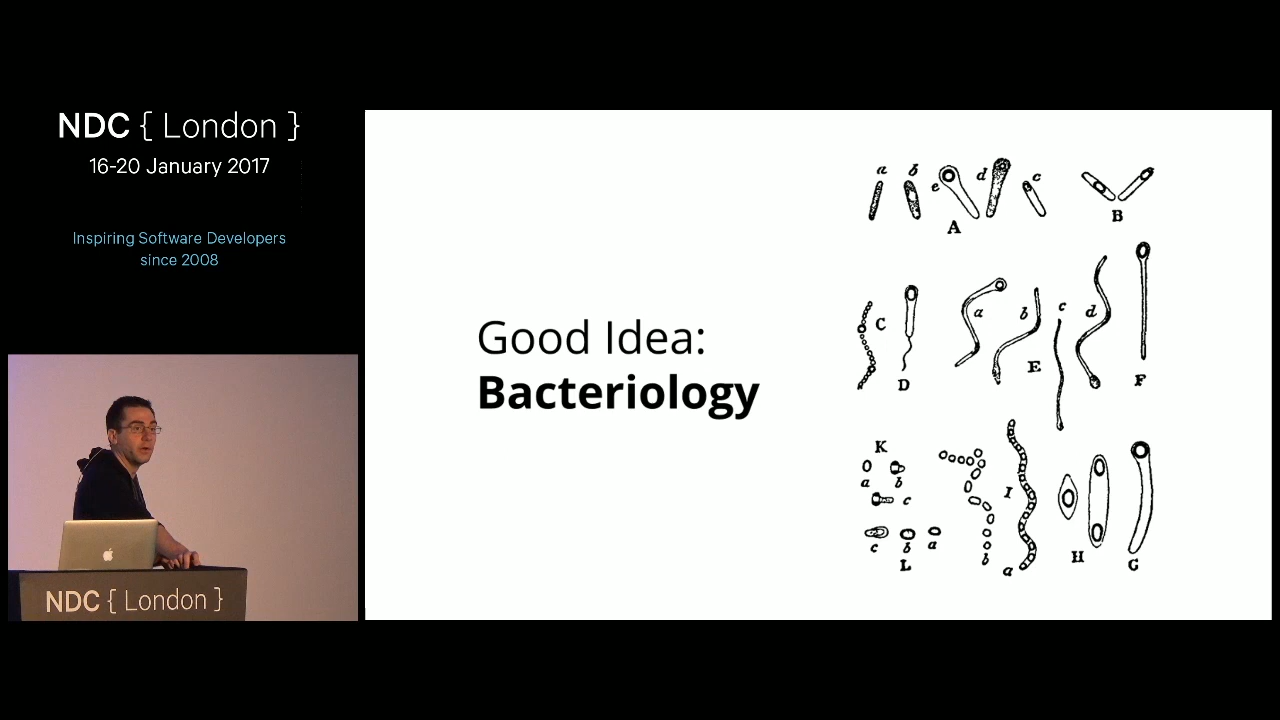 NDC { London }
16-20 January 2017
Inspiring Software Developers
since 2008
NDC { London }
Good Idea:
Bacteriology
a b e d c
A
B
C
D
a b c d
E
F
K
a b
c
c b a
L
b
I
a
H
G